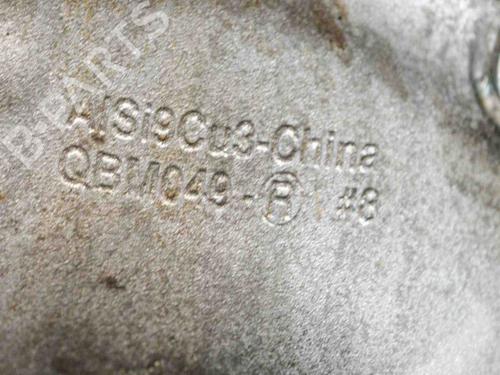 B-PARTS
AlSi9Cu3-China
QBM049-Ⓡ #8